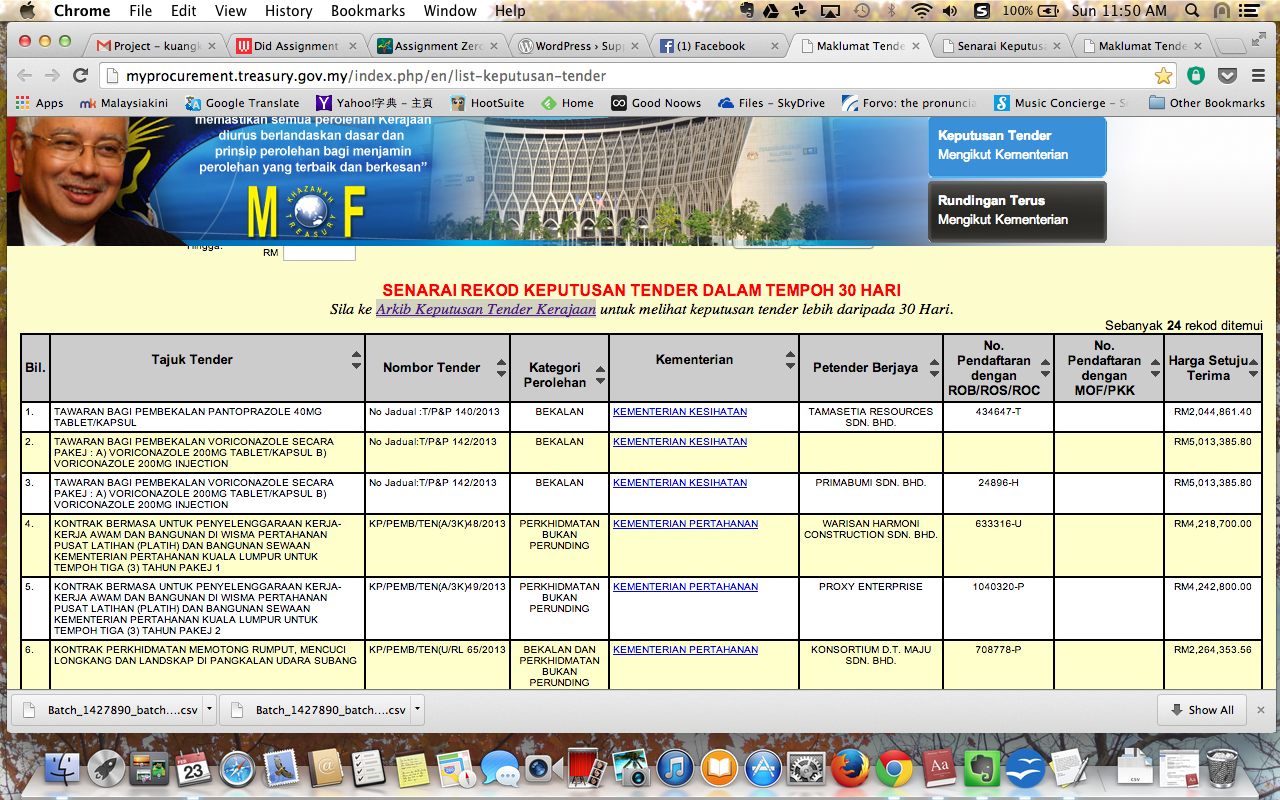 Chrome File Edit View History Bookmarks Window Help 100% Sun 11:50 AM
Gmail Project – kuangk
Did Assignment
Assignment Zero
WordPress › Supp
(1) Facebook
Maklumat Tende
Senarai Keputusa
Maklumat Tende
myprocurement.treasury.gov.my/index.php/en/list-keputusan-tender
Apps mk Malaysiakini Google Translate Yahoo!字典 – 主頁 HootSuite Home Good Noows Files – SkyDrive Forvo: the pronuncia Music Concierge – S Other Bookmarks
memastikan semua perolehan Kerajaan
diurus berlandaskan dasar dan
prinsip perolehan bagi menjamin
perolehan yang terbaik dan berkesan”
M F
KHAZANAH
TREASURY
Keputusan Tender
Mengikut Kementerian
Rundingan Terus
Mengikut Kementerian
Hingga:
RM
SENARAI REKOD KEPUTUSAN TENDER DALAM TEMPOH 30 HARI
Sila ke Arkib Keputusan Tender Kerajaan untuk melihat keputusan tender lebih daripada 30 Hari.
Sebanyak 24 rekod ditemui
Bil.
Tajuk Tender
Nombor Tender
Kategori
Perolehan
Kementerian
Petender Berjaya
No.
Pendaftaran
dengan
ROB/ROS/ROC
No.
Pendaftaran
dengan
MOF/PKK
Harga Setuju
Terima
1.
TAWARAN BAGI PEMBEKALAN PANTOPRAZOLE 40MG
TABLET/KAPSUL
No Jadual :T/P&P 140/2013
BEKALAN
KEMENTERIAN KESIHATAN
TAMASETIA RESOURCES
SDN. BHD.
434647-T
RM2,044,861.40
2.
TAWARAN BAGI PEMBEKALAN VORICONAZOLE SECARA
PAKEJ : A) VORICONAZOLE 200MG TABLET/KAPSUL B)
VORICONAZOLE 200MG INJECTION
No Jadual:T/P&P 142/2013
BEKALAN
KEMENTERIAN KESIHATAN
RM5,013,385.80
3.
TAWARAN BAGI PEMBEKALAN VORICONAZOLE SECARA
PAKEJ : A) VORICONAZOLE 200MG TABLET/KAPSUL B)
VORICONAZOLE 200MG INJECTION
No Jadual:T/P&P 142/2013
BEKALAN
KEMENTERIAN KESIHATAN
PRIMABUMI SDN. BHD.
24896-H
RM5,013,385.80
4.
KONTRAK BERMASA UNTUK PENYELENGGARAAN KERJA-
KERJA AWAM DAN BANGUNAN DI WISMA PERTAHANAN
PUSAT LATIHAN (PLATIH) DAN BANGUNAN SEWAAN
KEMENTERIAN PERTAHANAN KUALA LUMPUR UNTUK
TEMPOH TIGA (3) TAHUN PAKEJ 1
KP/PEMB/TEN(A/3K)48/2013
PERKHIDMATAN
BUKAN
PERUNDING
KEMENTERIAN PERTAHANAN
WARISAN HARMONI
CONSTRUCTION SDN. BHD.
633316-U
RM4,218,700.00
5.
KONTRAK BERMASA UNTUK PENYELENGGARAAN KERJA-
KERJA AWAM DAN BANGUNAN DI WISMA PERTAHANAN
PUSAT LATIHAN (PLATIH) DAN BANGUNAN SEWAAN
KEMENTERIAN PERTAHANAN KUALA LUMPUR UNTUK
TEMPOH TIGA (3) TAHUN PAKEJ 2
KP/PEMB/TEN(A/3K)49/2013
PERKHIDMATAN
BUKAN
PERUNDING
KEMENTERIAN PERTAHANAN
PROXY ENTERPRISE
1040320-P
RM4,242,800.00
6.
KONTRAK PERKHIDMATAN MEMOTONG RUMPUT, MENCUCI
LONGKANG DAN LANDSKAP DI PANGKALAN UDARA SUBANG
KP/PEMB/TEN(U/RL 65/2013
BEKALAN DAN
PERKHIDMATAN
BUKAN
PERUNDING
KEMENTERIAN PERTAHANAN
KONSORTIUM D.T. MAJU
SDN. BHD.
708778-P
RM2,264,353.56
Batch_1427890_batch....csv
Batch_1427890_batch....csv
Show All
23
Aa
CSV